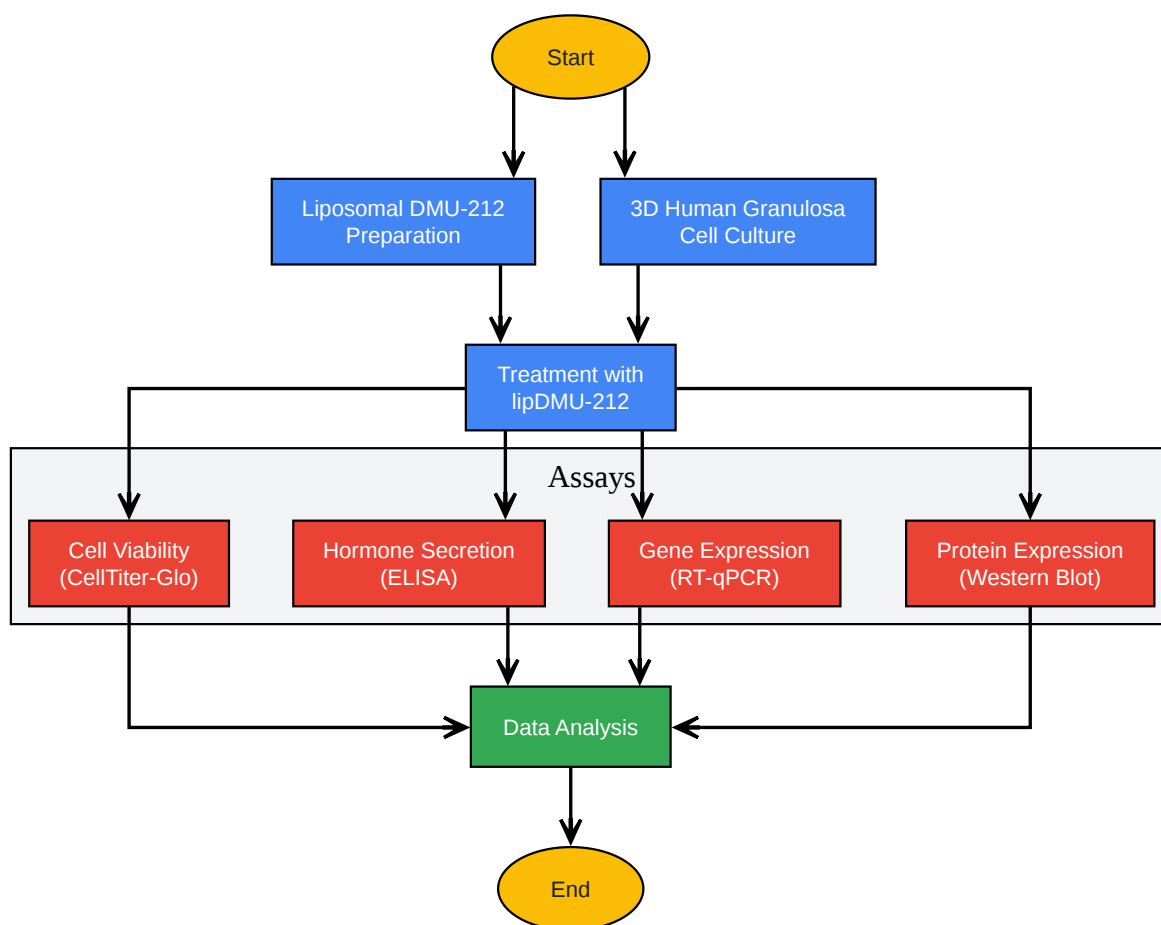 Start
Liposomal DMU-212
Preparation
3D Human Granulosa
Cell Culture
Treatment with
lipDMU-212
Assays
Cell Viability
(CellTiter-Glo)
Hormone Secretion
(ELISA)
Gene Expression
(RT-qPCR)
Protein Expression
(Western Blot)
Data Analysis
End